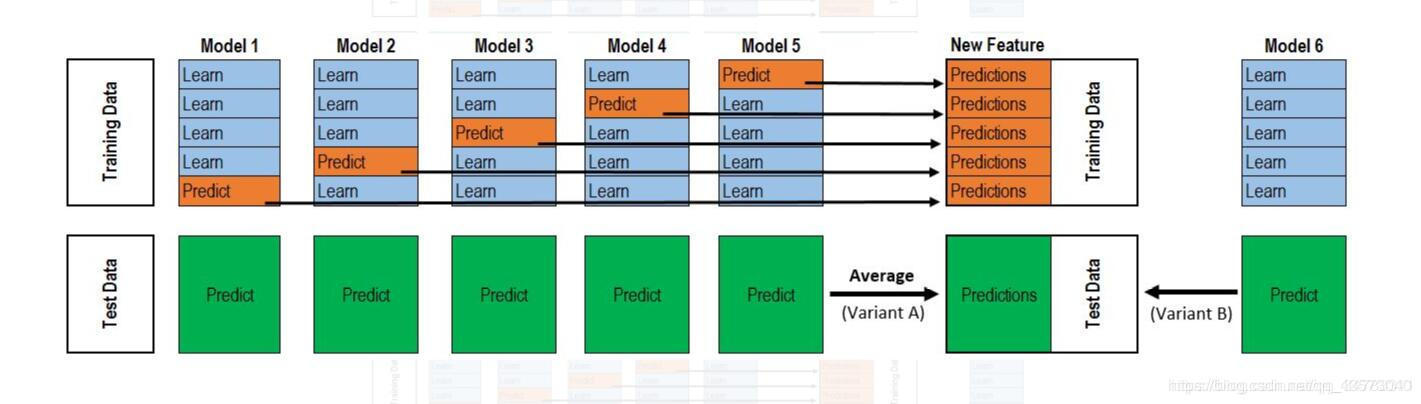 Model 1 Model 2 Model 3 Model 4 Model 5 New Feature Model 6
Training Data
Learn Learn Learn Learn Predict Predictions Learn
Learn Learn Learn Predict Learn Predictions Learn
Learn Learn Predict Learn Learn Predictions Learn
Learn Predict Learn Learn Learn Predictions Learn
Predict Learn Learn Learn Learn Predictions Learn
Training Data
Test Data
Predict Predict Predict Predict Predict
Average
(Variant A)
Predictions
Test Data
(Variant B)
Predict